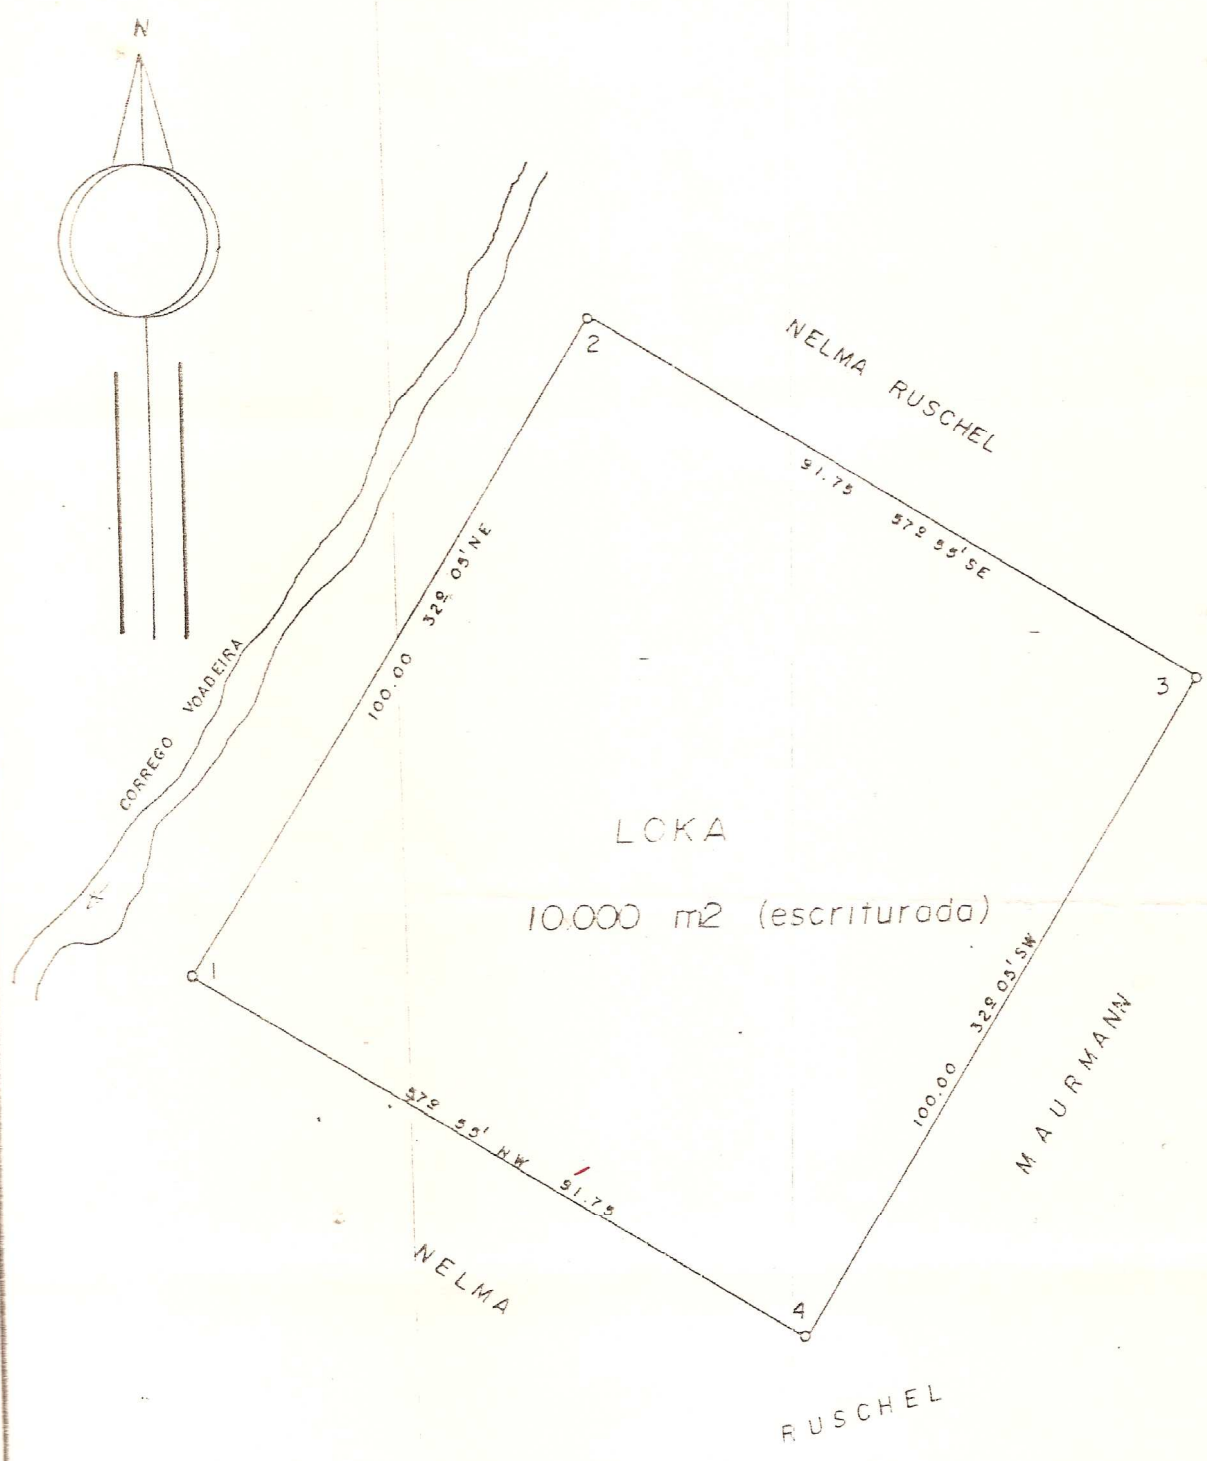 N
2
NELMA RUSCHEL
91.75 57º 55' SE
32º 05' NE
100.00
3
CORREGO VOADEIRA
LOKA
10.000 m2 (escriturada)
1
32º 05' SW
100.00
MAURMANN
57º 55' NW 91.75
NELMA
4
RUSCHEL